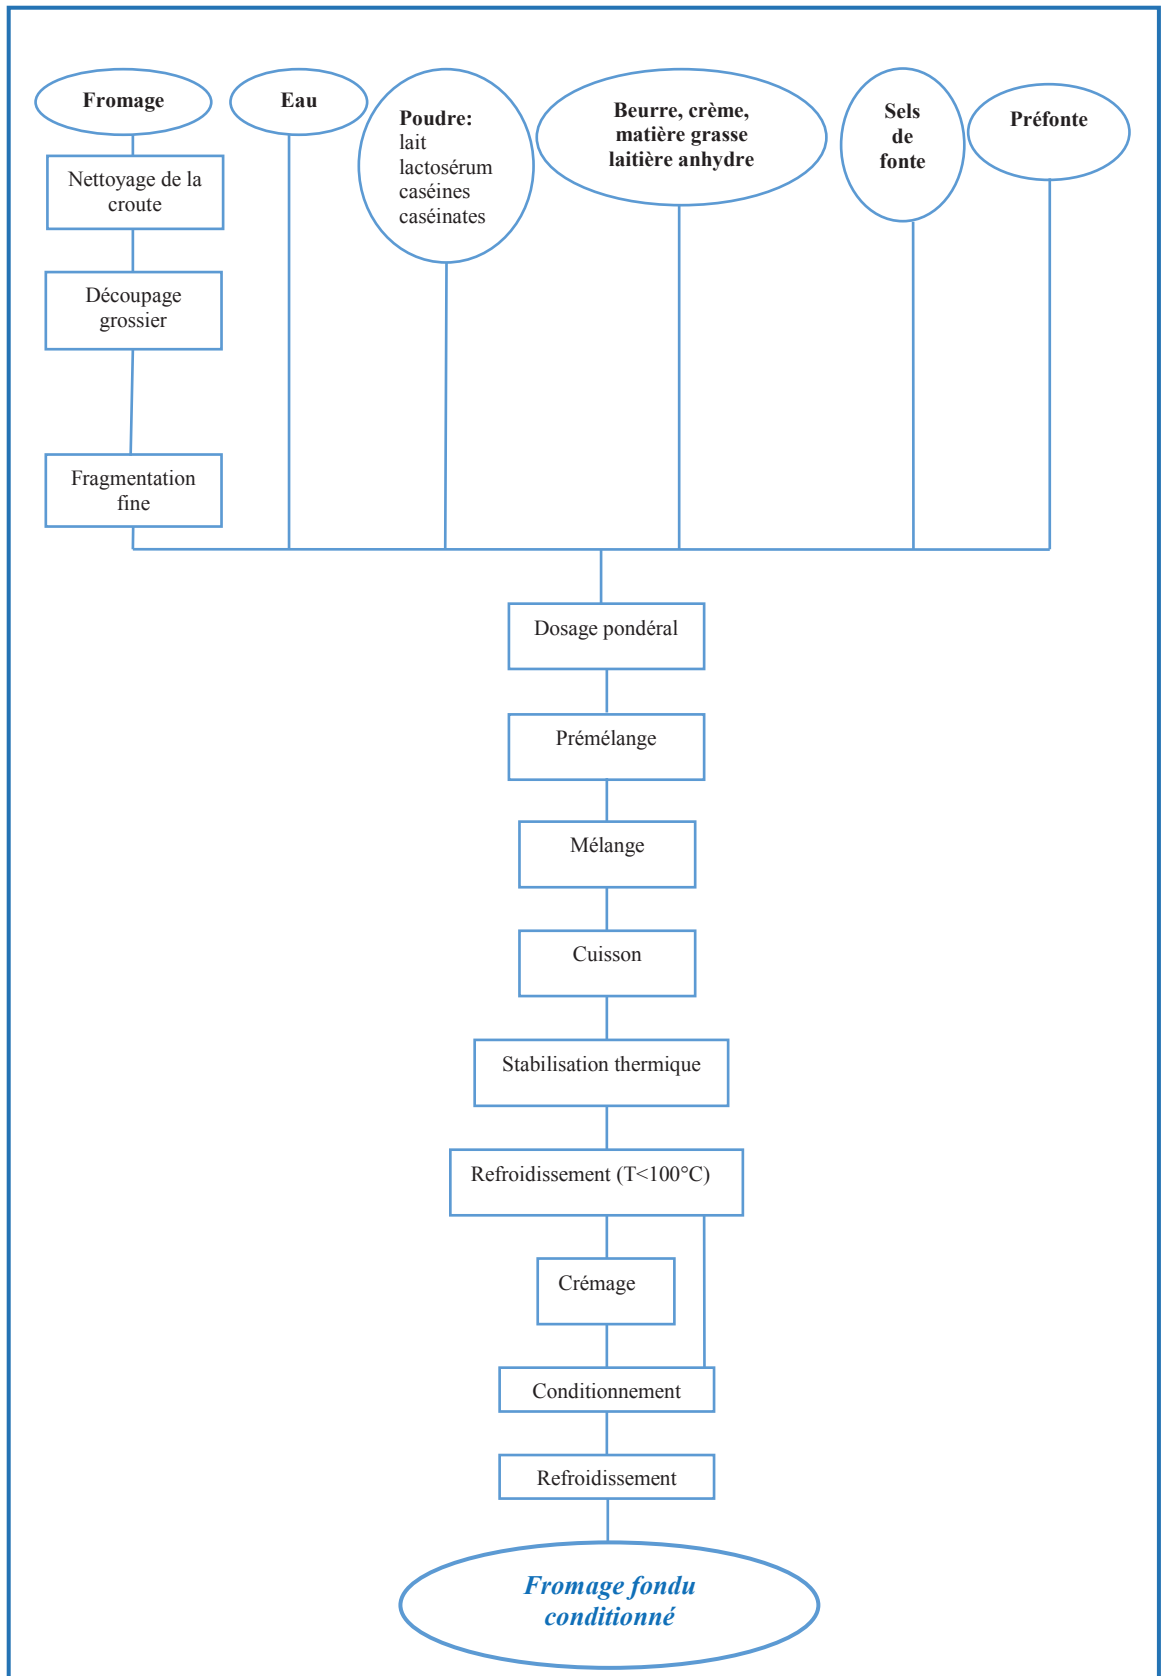 Fromage
Eau
Poudre:
lait
lactosérum
caséines
caséinates
Beurre, crème,
matière grasse
laitière anhydre
Sels
de
fonte
Préfonte
Nettoyage de la
croute
Découpage
grossier
Fragmentation
fine
Dosage pondéral
Prémélange
Mélange
Cuisson
Stabilisation thermique
Refroidissement (T<100°C)
Crémage
Conditionnement
Refroidissement
Fromage fondu
conditionné